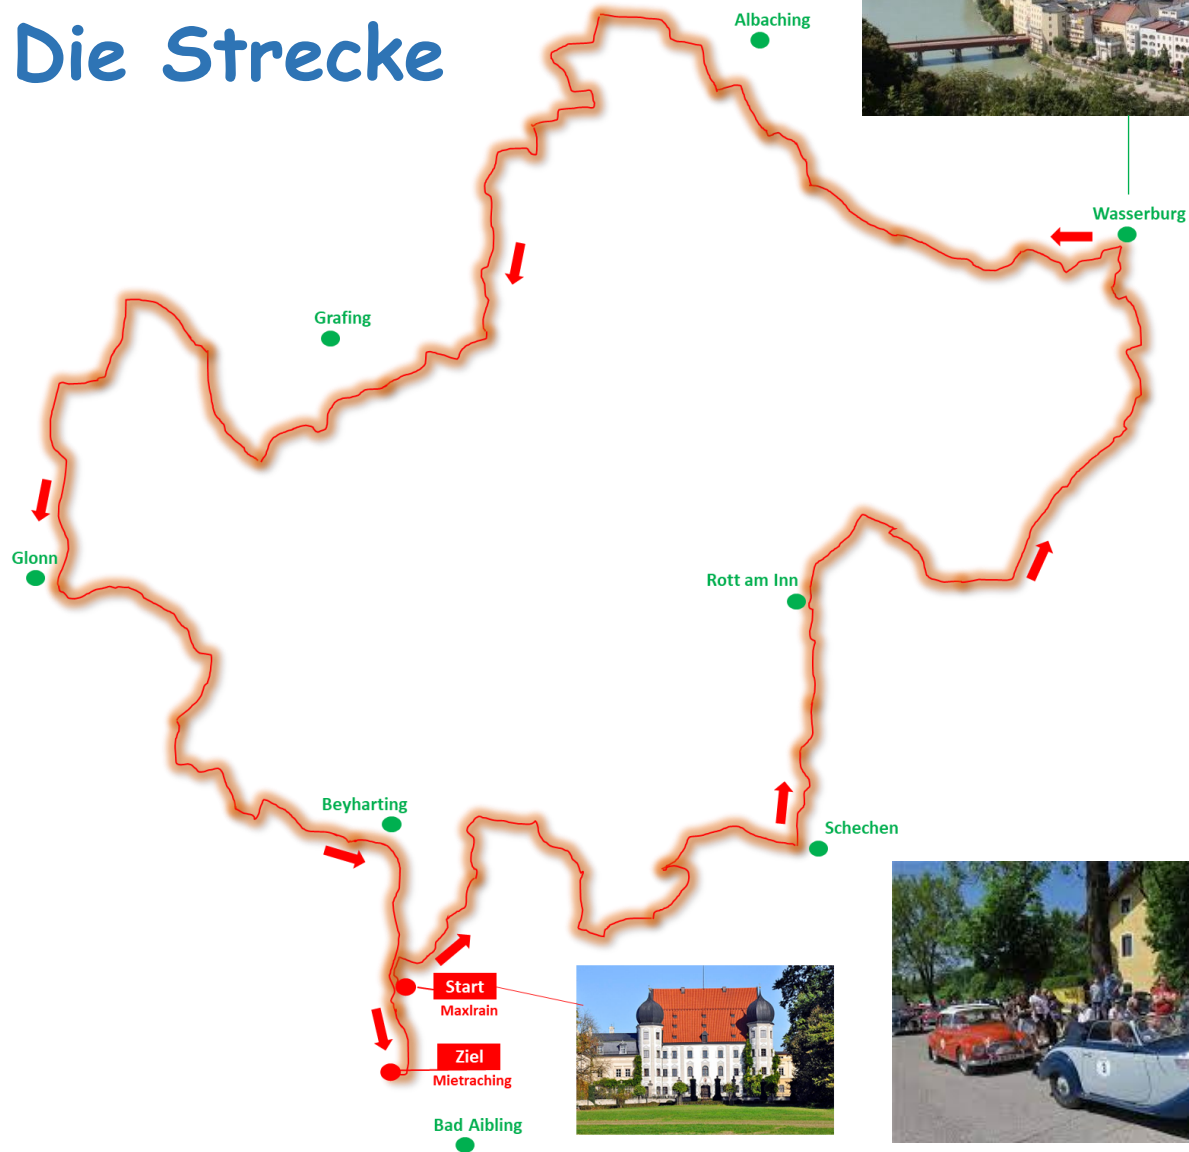 Die Strecke
Albaching
Wasserburg
Grafing
Glonn
Rott am Inn
Beyharting
Schechen
Start
Maxlrain
Ziel
Mietraching
Bad Aibling